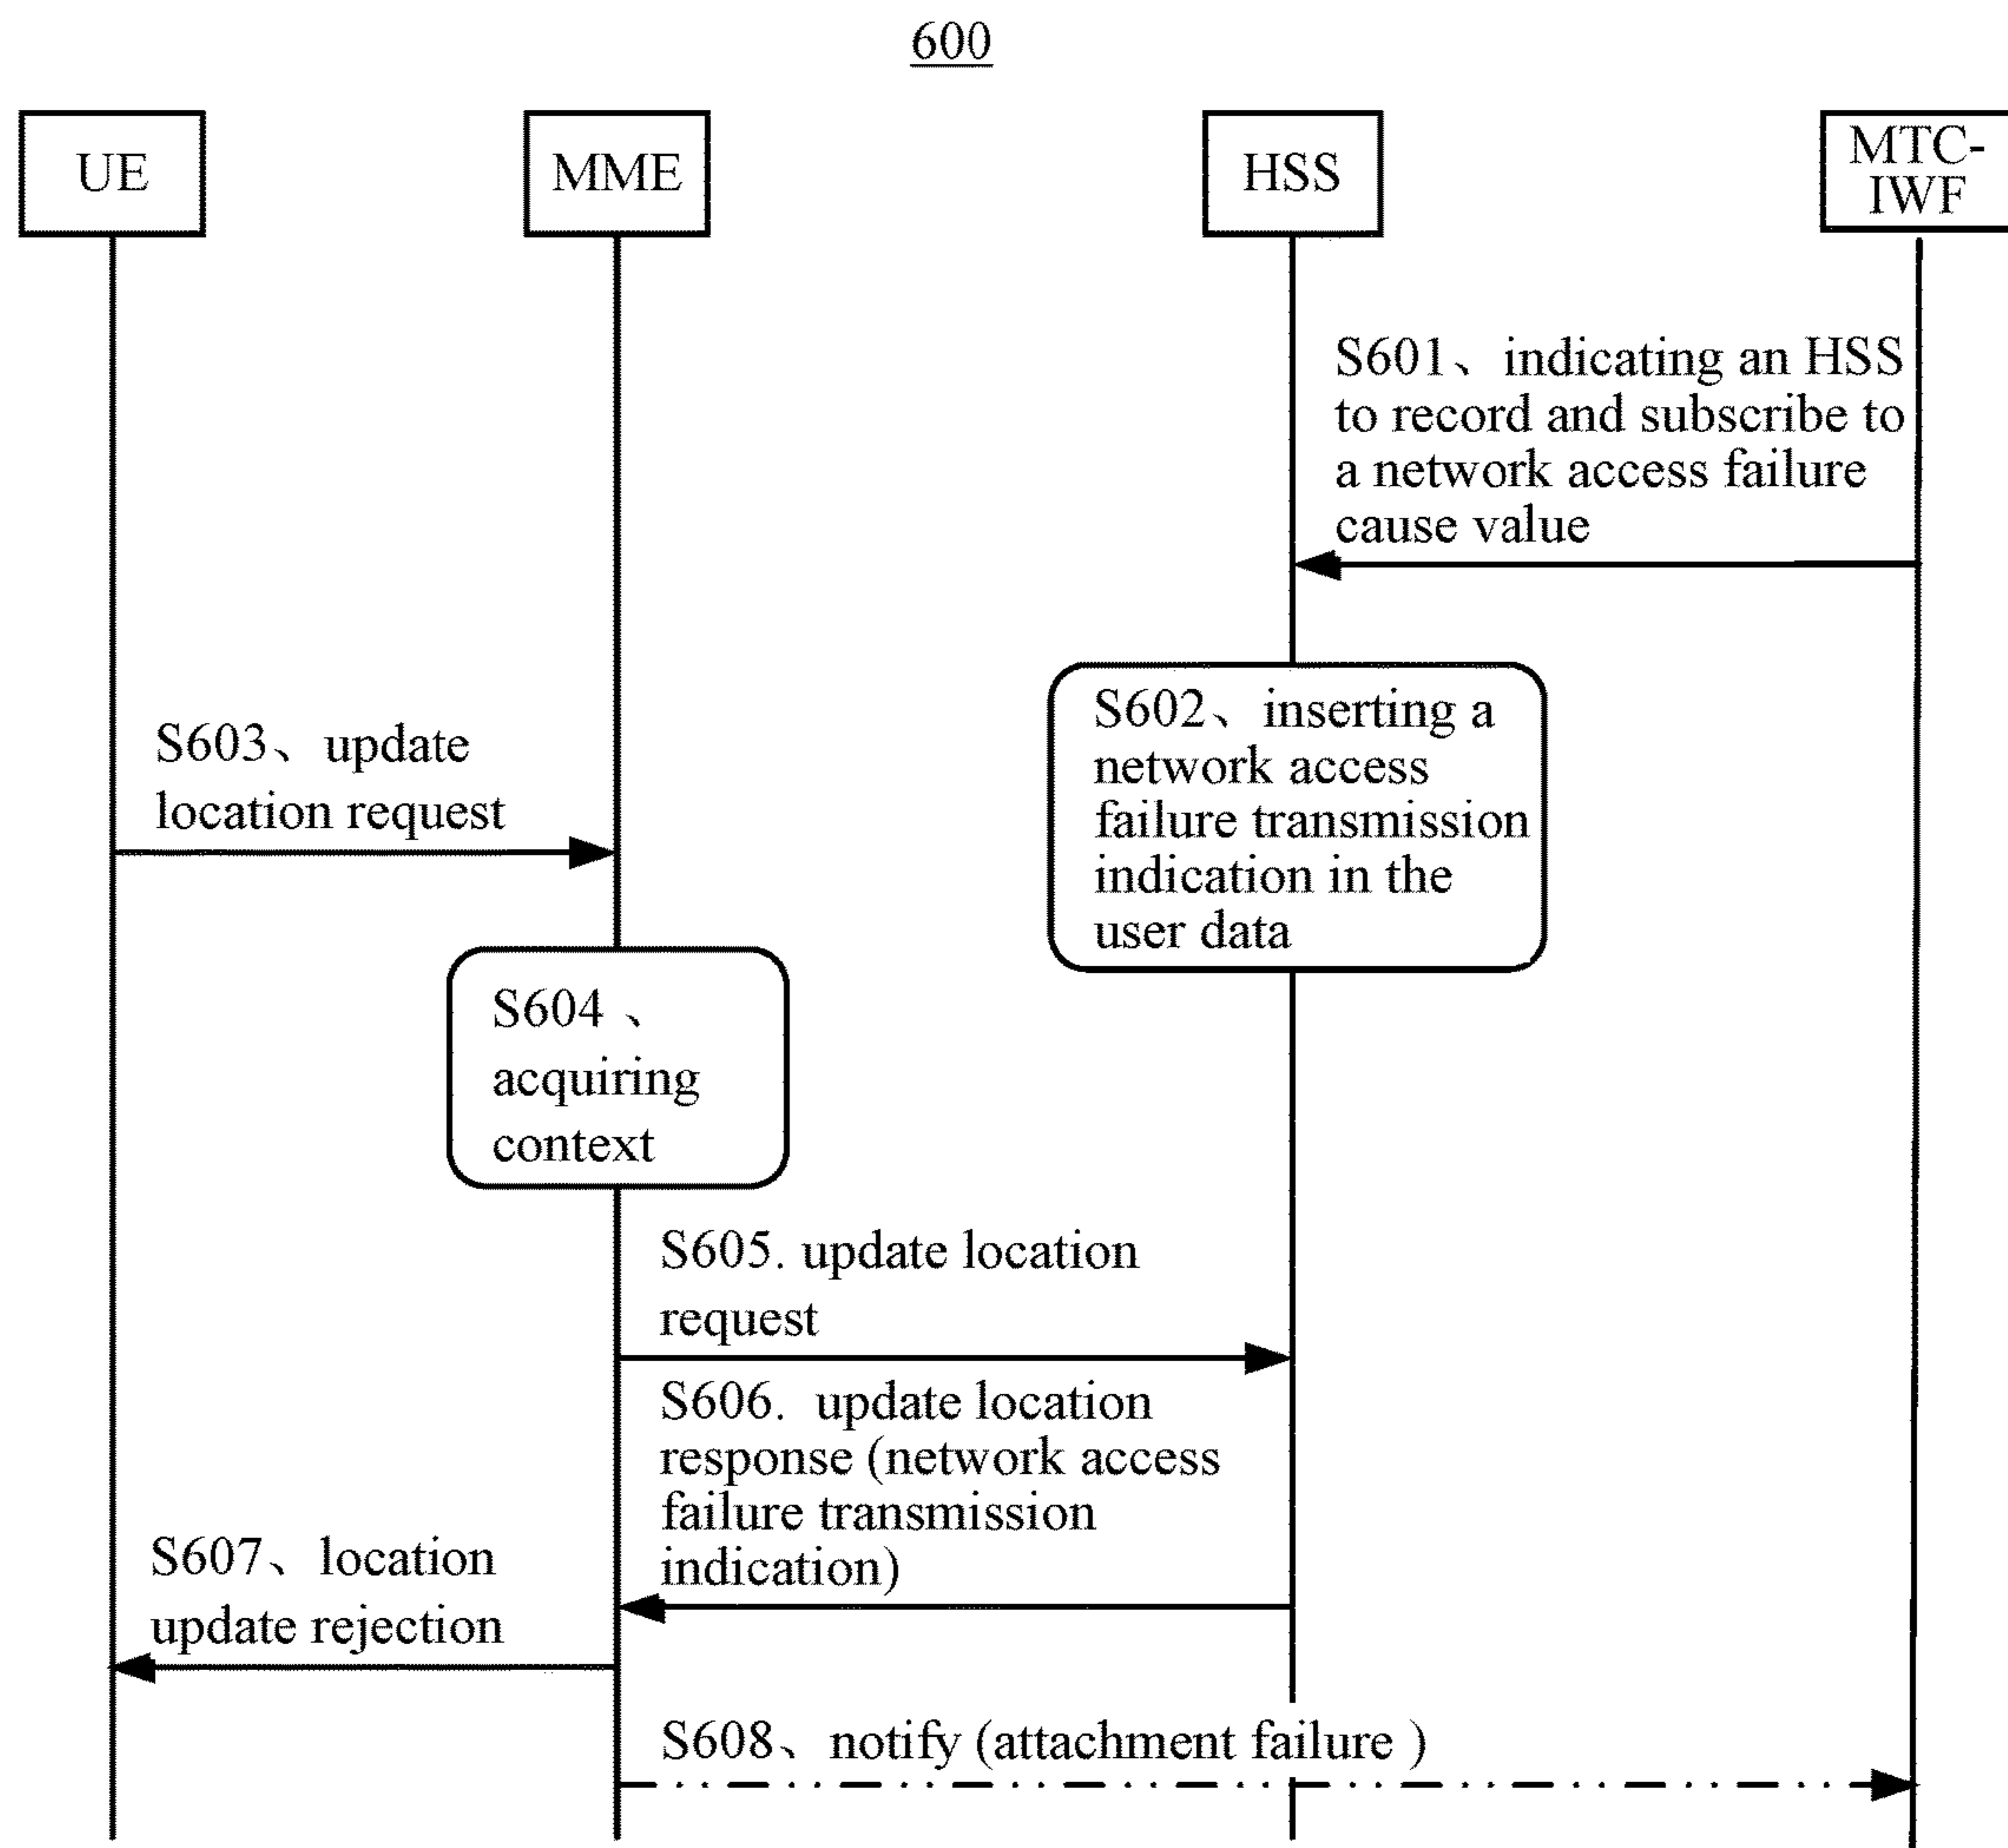 600
UE
MME
HSS
MTC-
IWF
S601、indicating an HSS
to record and subscribe to
a network access failure
cause value
S602、inserting a
network access
failure transmission
indication in the
user data
S603、update
location request
S604 、
acquiring
context
S605. update location
request
S606. update location
response (network access
failure transmission
indication)
S607、location
update rejection
S608、notify (attachment failure )